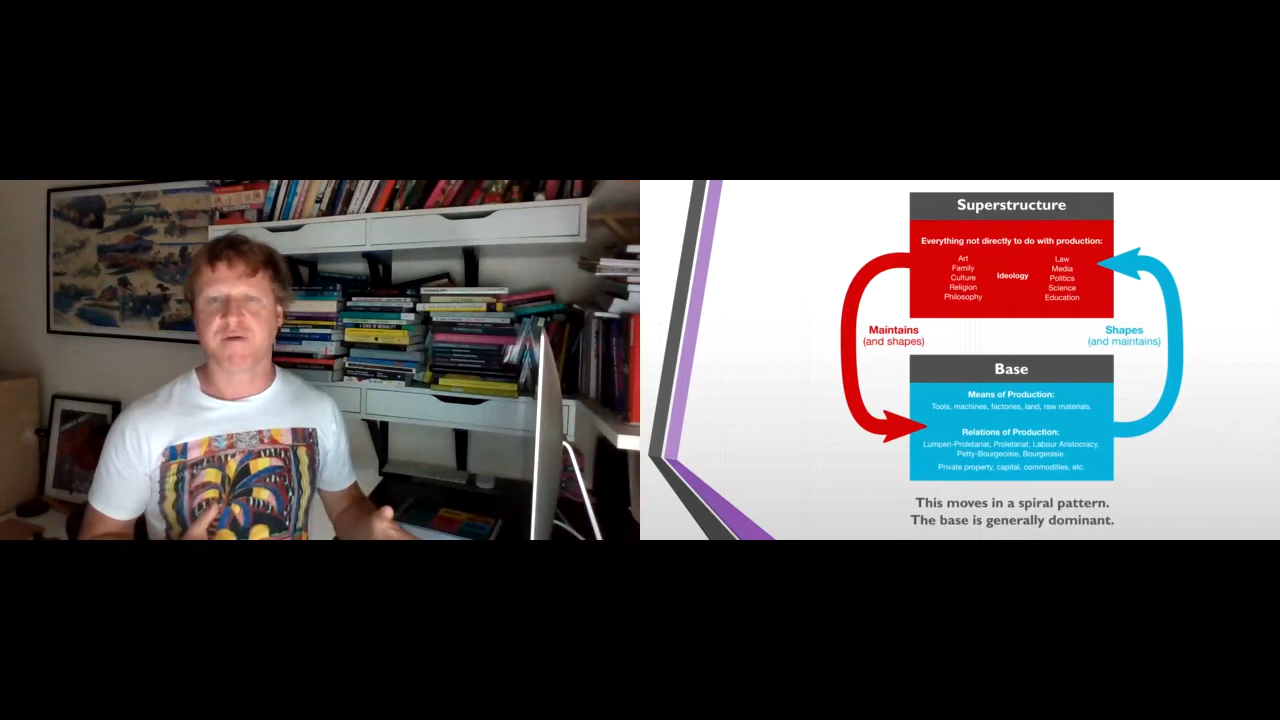 Superstructure
Everything not directly to do with production:
Art
Family
Culture
Religion
Philosophy
Ideology
Law
Media
Politics
Science
Education
Maintains
(and shapes)
Shapes
(and maintains)
Base
Means of Production:
Tools, machines, factories, land, raw materials.
Relations of Production:
Lumpen-Proletariat, Proletariat, Labour Aristocracy,
Petty-Bourgeoisie, Bourgeoisie.
Private property, capital, commodities, etc.
This moves in a spiral pattern.
The base is generally dominant.